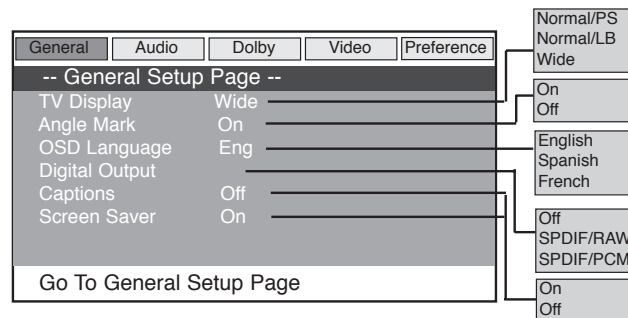 General Audio Dolby Video Preference
-- General Setup Page --
TV Display Wide
Angle Mark On
OSD Language Eng
Digital Output
Captions Off
Screen Saver On
Go To General Setup Page
Normal/PS
Normal/LB
Wide
On
Off
English
Spanish
French
Off
SPDIF/RAW
SPDIF/PCM
On
Off